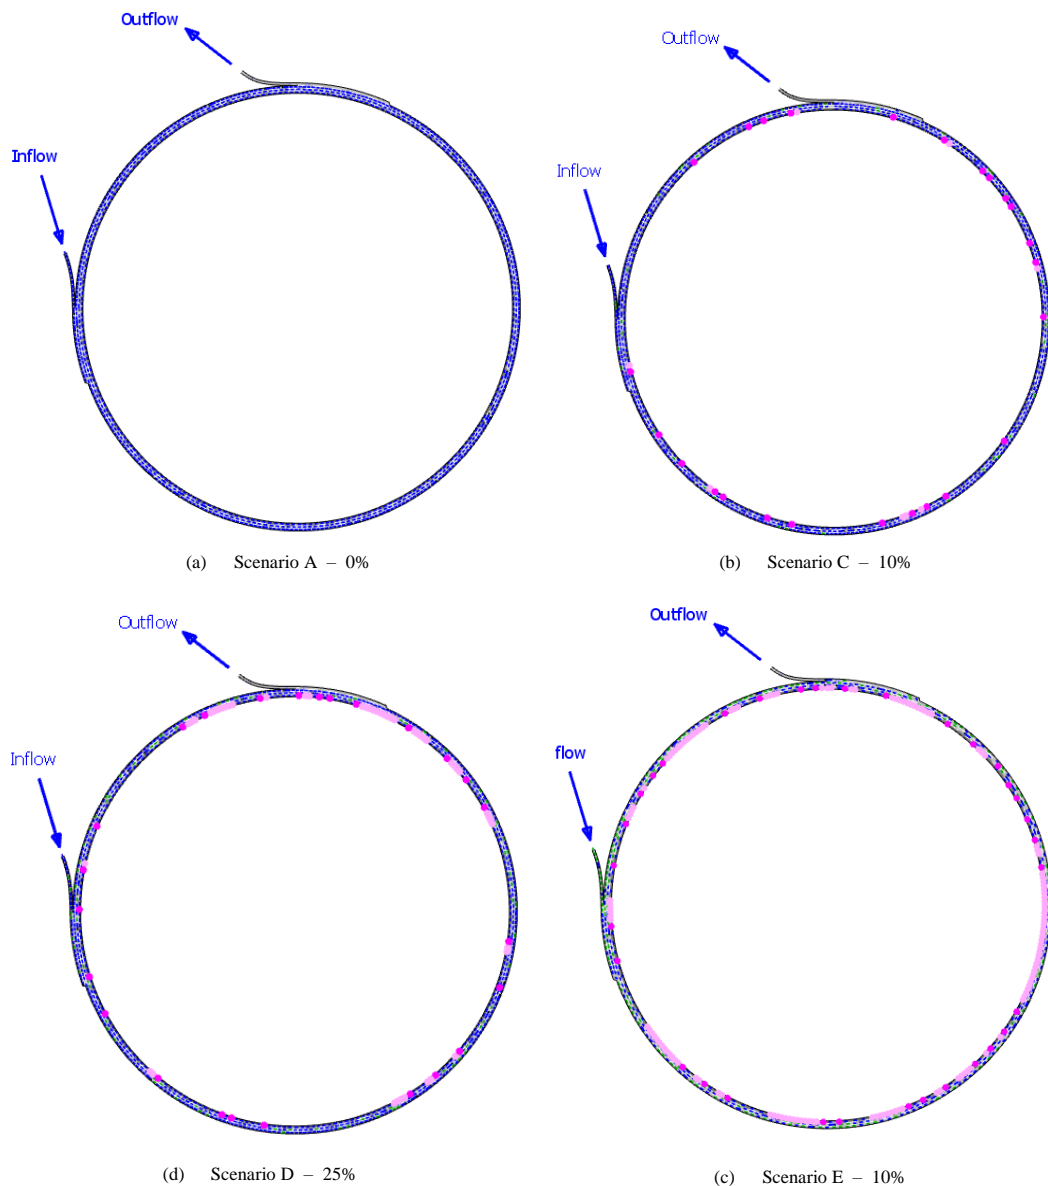 Outflow
Outflow
Inflow
Inflow
(a) Scenario A – 0%
(b) Scenario C – 10%
Outflow
Outflow
Inflow
flow
(d) Scenario D – 25%
(c) Scenario E – 10%